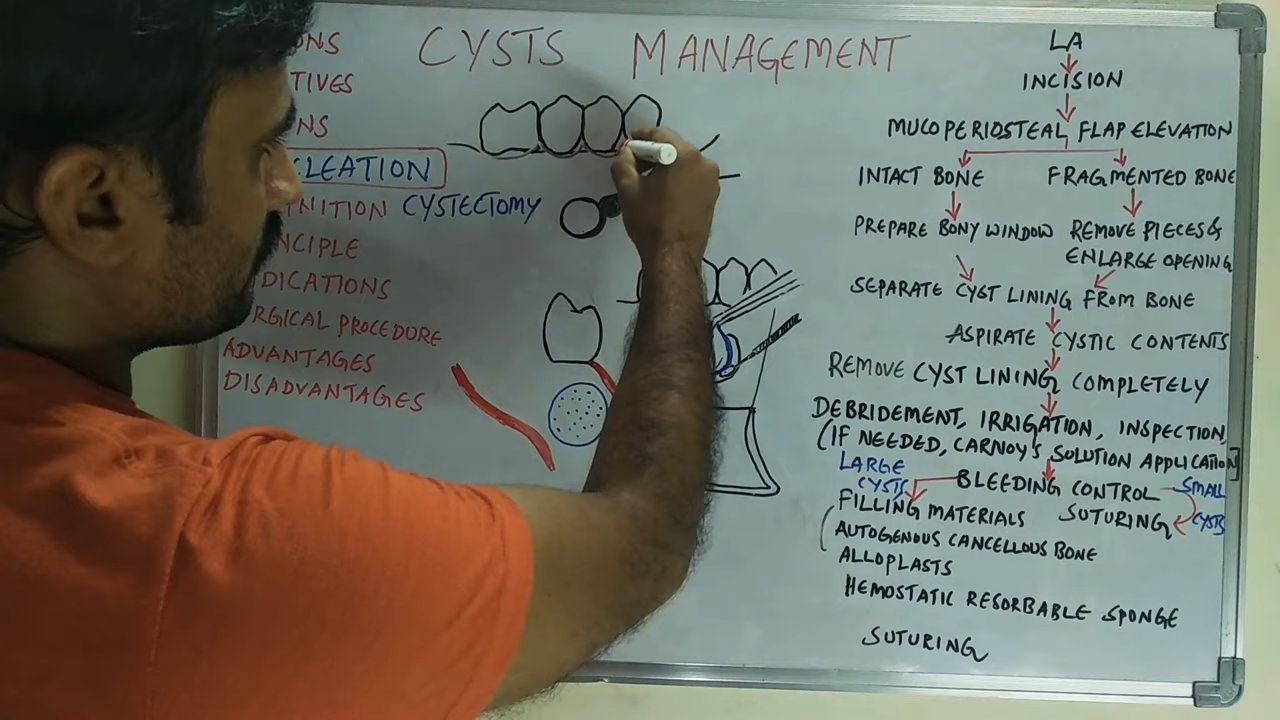 CYSTS MANAGEMENT
ONS
TIVES
NS
CLEATION
NITION CYSTECTOMY
NCIPLE
DICATIONS
RGICAL PROCEDURE
ADVANTAGES
DISADVANTAGES
LA
INCISION
MUCOPERIOSTEAL FLAP ELEVATION
INTACT BONE FRAGMENTED BONE
PREPARE BONY WINDOW REMOVE PIECES &
ENLARGE OPENING
SEPARATE CYST LINING FROM BONE
ASPIRATE CYSTIC CONTENTS
REMOVE CYST LINING COMPLETELY
DEBRIDEMENT, IRRIGATION, INSPECTION,
(IF NEEDED, CARNOY'S SOLUTION APPLICATION)
LARGE
CYSTS BLEEDING CONTROL SMALL
CYSTS
FILLING MATERIALS SUTURING
AUTOGENOUS CANCELLOUS BONE
ALLOPLASTS
HEMOSTATIC RESORBABLE SPONGE
SUTURING